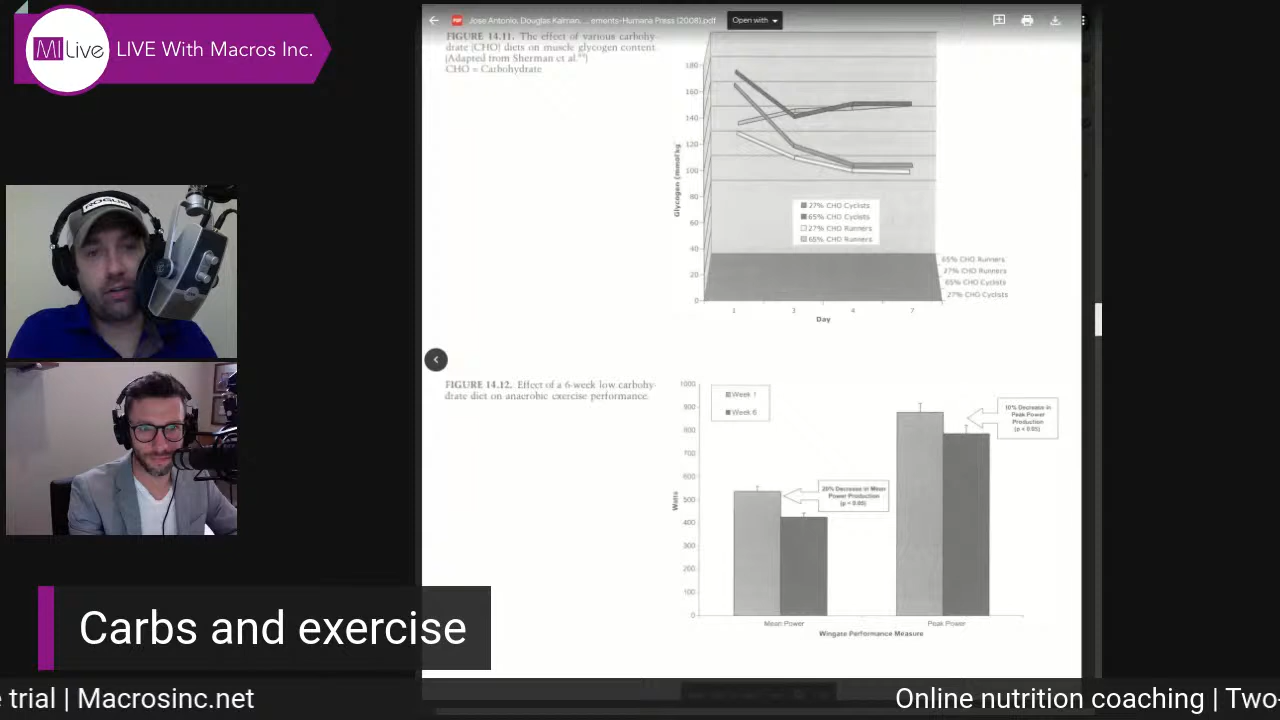 MILive
LIVE With Macros Inc.
Jose Antonio, Douglas Kalman, ... ements-Humana Press (2008).pdf
Open with
FIGURE 14.11. The effect of various carbohy-
drate (CHO) diets on muscle glycogen content.
(Adapted from Sherman et al.
CHO = Carbohydrate
180
160
140
120
100
80
60
40
20
0
Glycogen (mmol/kg
27% CHO Cyclists
65% CHO Cyclists
27% CHO Runners
65% CHO Runners
65% CHO Runners
27% CHO Runners
65% CHO Cyclists
27% CHO Cyclists
1
3
4
7
Day
ROGUE
FIGURE 14.12. Effect of a 6-week low carbohy-
drate diet on anaerobic exercise performance.
1000
900
800
700
600
500
400
300
200
100
0
Watts
Week 1
Week 6
10% Decrease in
Peak Power
Production
(p < 0.05)
20% Decrease in Mean
Power Production
(p < 0.05)
Mean Power
Peak Power
Wingate Performance Measure
Carbs and exercise
trial | Macrosinc.net
Online nutrition coaching | Two-